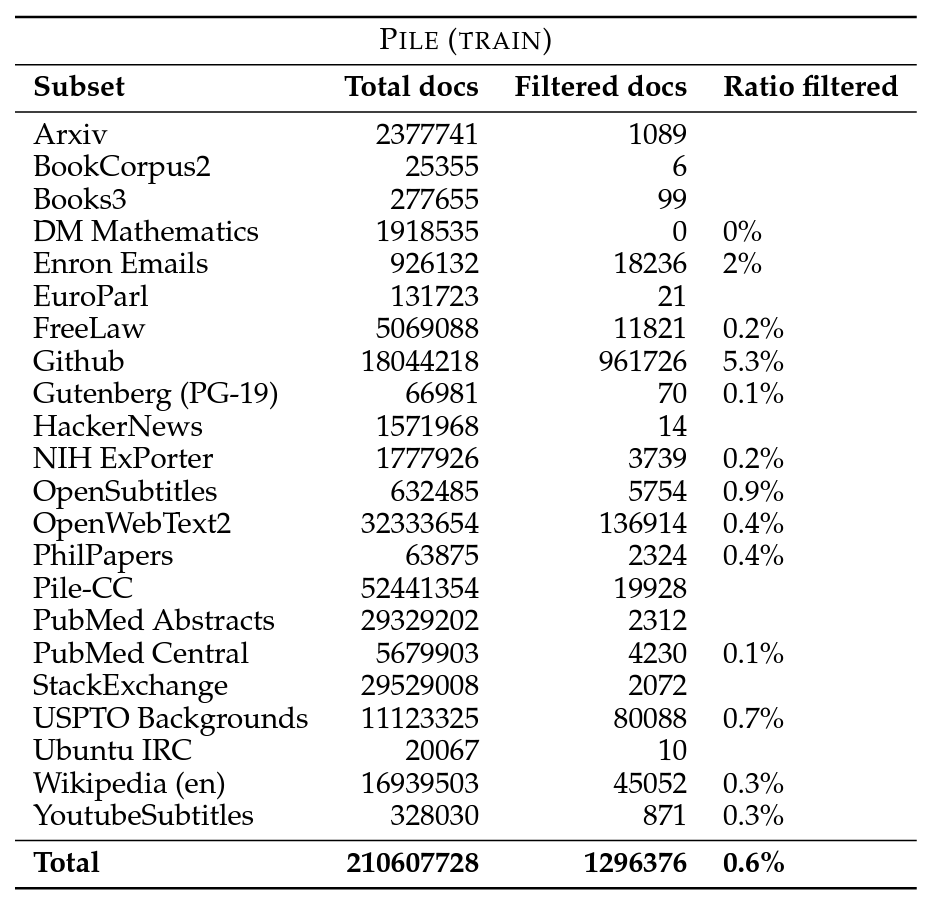 PILE (TRAIN)
Subset Total docs Filtered docs Ratio filtered
Arxiv 2377741 1089
BookCorpus2 25355 6
Books3 277655 99
DM Mathematics 1918535 0 0%
Enron Emails 926132 18236 2%
EuroParl 131723 21
FreeLaw 5069088 11821 0.2%
Github 18044218 961726 5.3%
Gutenberg (PG-19) 66981 70 0.1%
HackerNews 1571968 14
NIH ExPorter 1777926 3739 0.2%
OpenSubtitles 632485 5754 0.9%
OpenWebText2 32333654 136914 0.4%
PhilPapers 63875 2324 0.4%
Pile-CC 52441354 19928
PubMed Abstracts 29329202 2312
PubMed Central 5679903 4230 0.1%
StackExchange 29529008 2072
USPTO Backgrounds 11123325 80088 0.7%
Ubuntu IRC 20067 10
Wikipedia (en) 16939503 45052 0.3%
YoutubeSubtitles 328030 871 0.3%
Total 210607728 1296376 0.6%